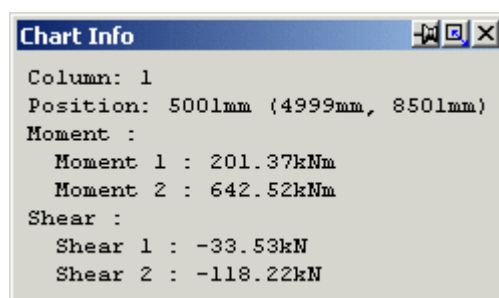 Chart Info
Column: 1
Position: 5001mm (4999mm, 8501mm)
Moment :
Moment 1 : 201.37kNm
Moment 2 : 642.52kNm
Shear :
Shear 1 : -33.53kN
Shear 2 : -118.22kN